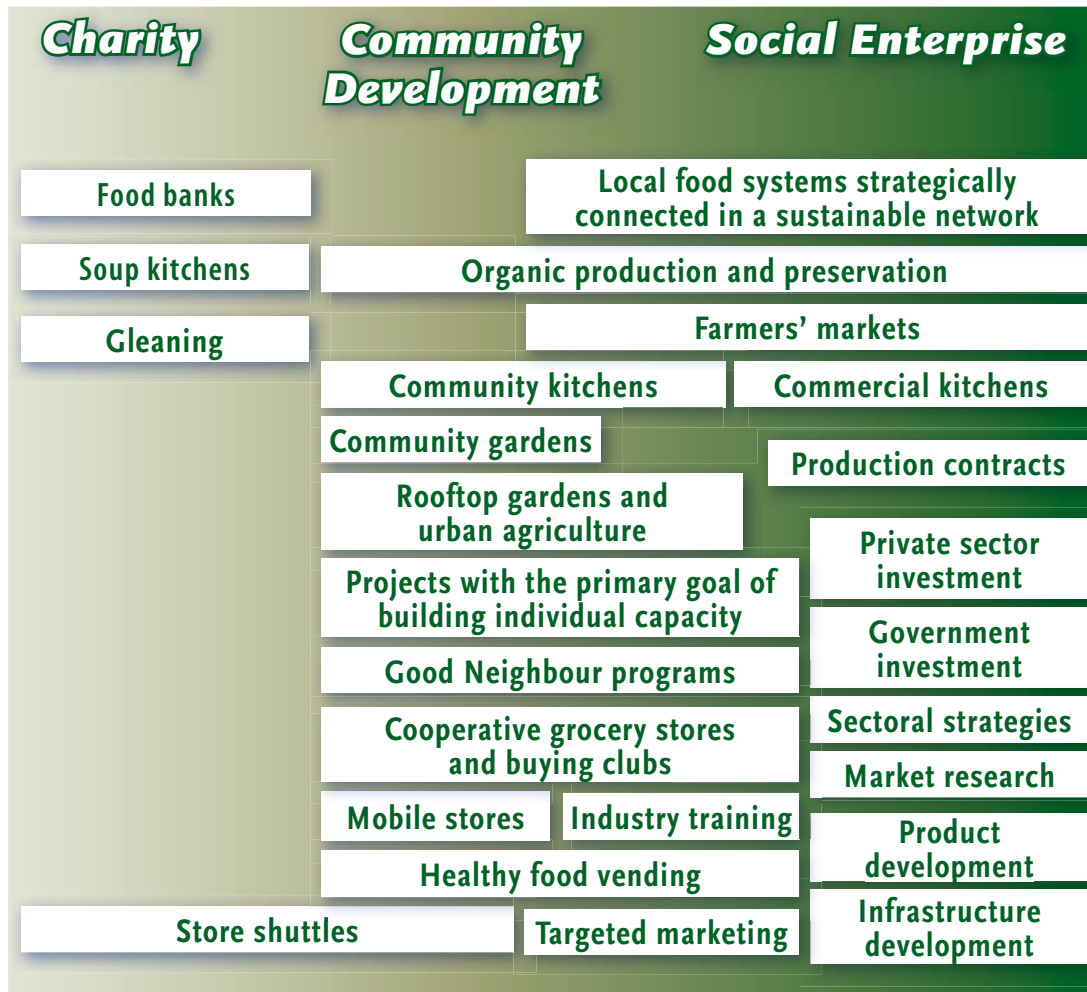 Charity
Community
Development
Social Enterprise
Food banks
Local food systems strategically
connected in a sustainable network
Soup kitchens
Organic production and preservation
Gleaning
Farmers’ markets
Community kitchens
Commercial kitchens
Community gardens
Production contracts
Rooftop gardens and
urban agriculture
Private sector
investment
Projects with the primary goal of
building individual capacity
Government
investment
Good Neighbour programs
Sectoral strategies
Cooperative grocery stores
and buying clubs
Market research
Mobile stores
Industry training
Product
development
Healthy food vending
Infrastructure
development
Store shuttles
Targeted marketing